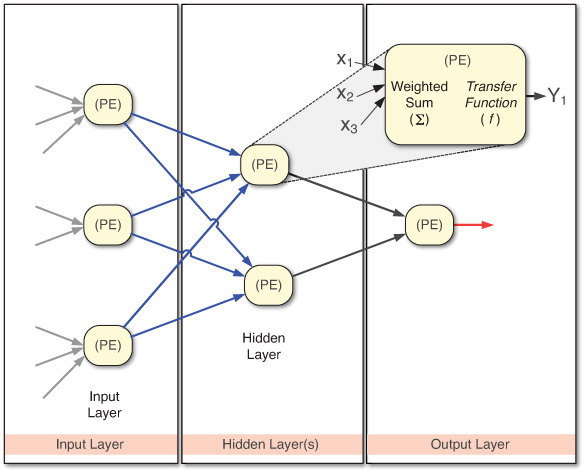 X1
X2
X3
(PE)
Weighted
Sum
(Σ)
Transfer
Function
(f)
Y1
(PE)
(PE)
(PE)
(PE)
(PE)
(PE)
Hidden
Layer
Input
Layer
Input Layer
Hidden Layer(s)
Output Layer